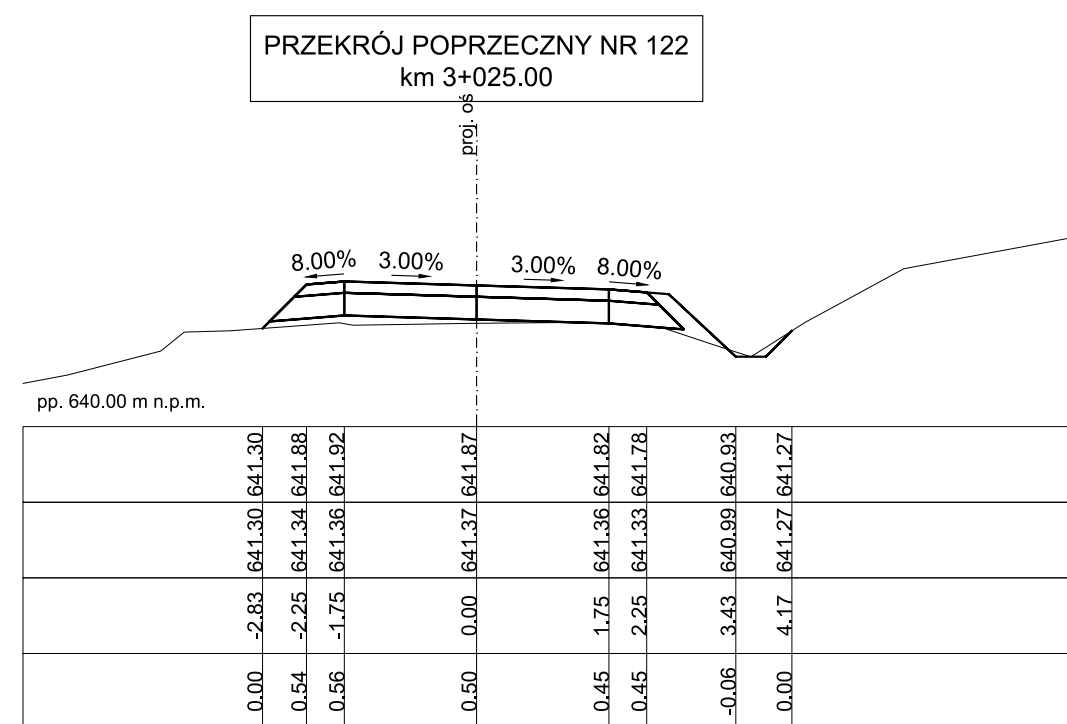 PRZEKRÓJ POPRZECZNY NR 122
km 3+025.00
proj. oś
8.00% 3.00% 3.00% 8.00%
pp. 640.00 m n.p.m.
641.30 641.88 641.92 641.87 641.82 641.78 640.93 641.27
641.30 641.34 641.36 641.37 641.36 641.33 640.99 641.27
-2.83 -2.25 -1.75 0.00 1.75 2.25 3.43 4.17
0.00 0.54 0.56 0.50 0.45 0.45 -0.06 0.00